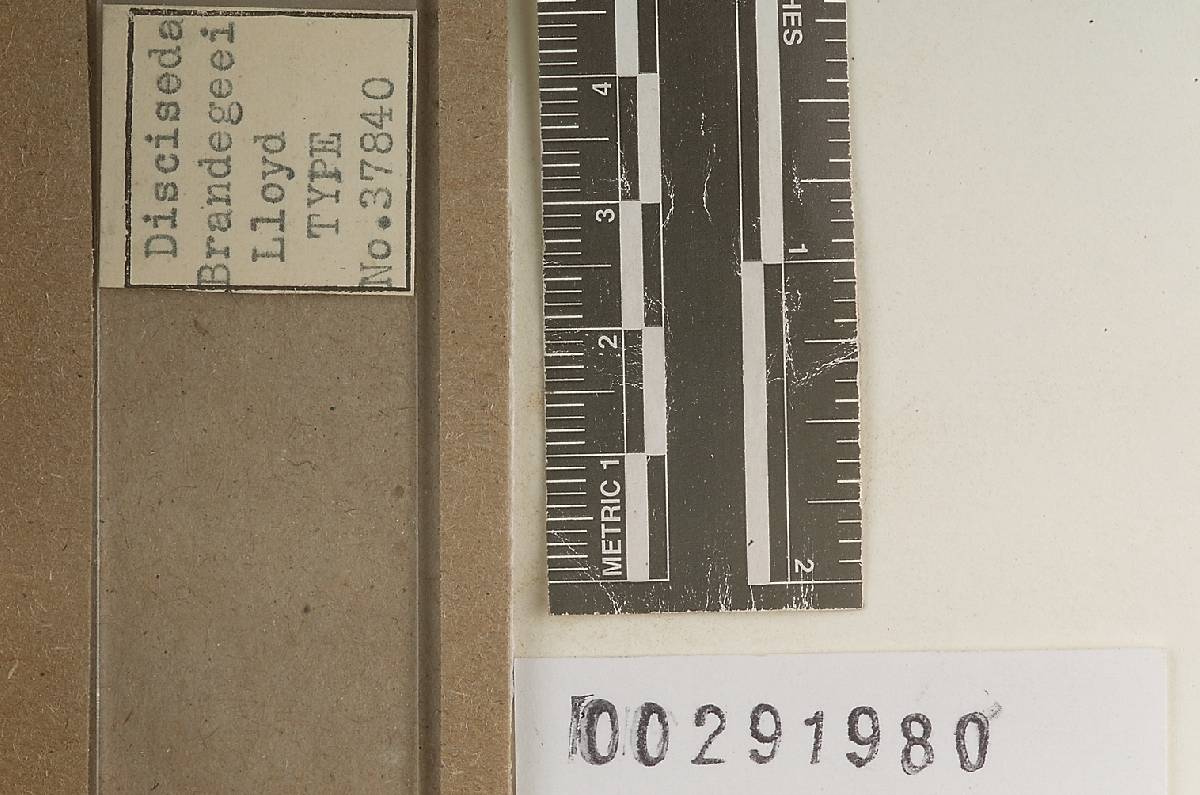 Disciseda
Brandegeei
Lloyd
TYPE
No.37840
4
3
2
METRIC 1
HES
1
2
00291980